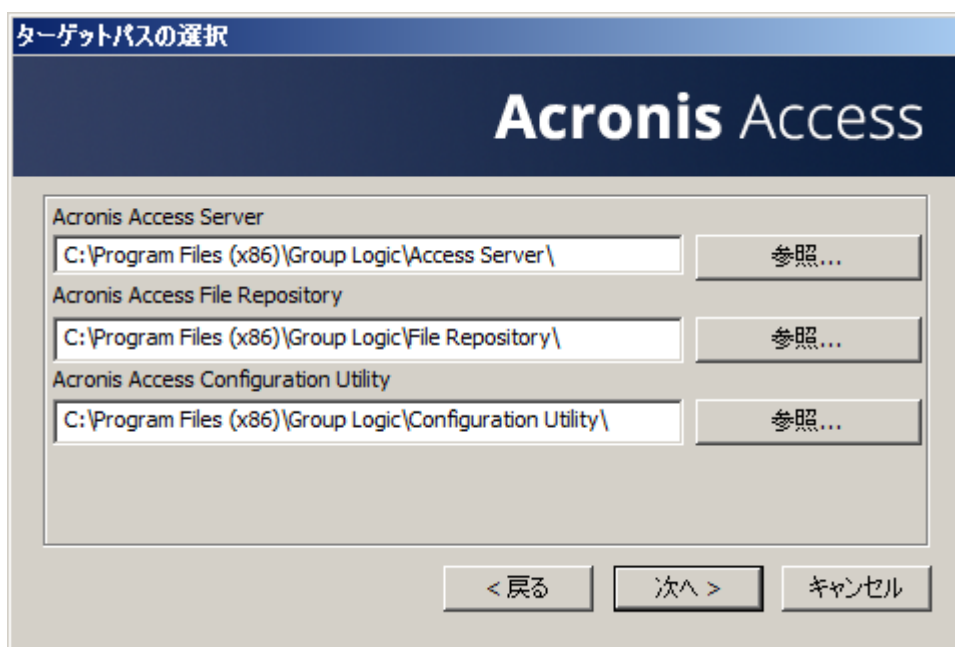 ターゲットパスの選択
Acronis Access
Acronis Access Server
C:\Program Files (x86)\Group Logic\Access Server\
参照...
Acronis Access File Repository
C:\Program Files (x86)\Group Logic\File Repository\
参照...
Acronis Access Configuration Utility
C:\Program Files (x86)\Group Logic\Configuration Utility\
参照...
< 戻る
次へ >
キャンセル